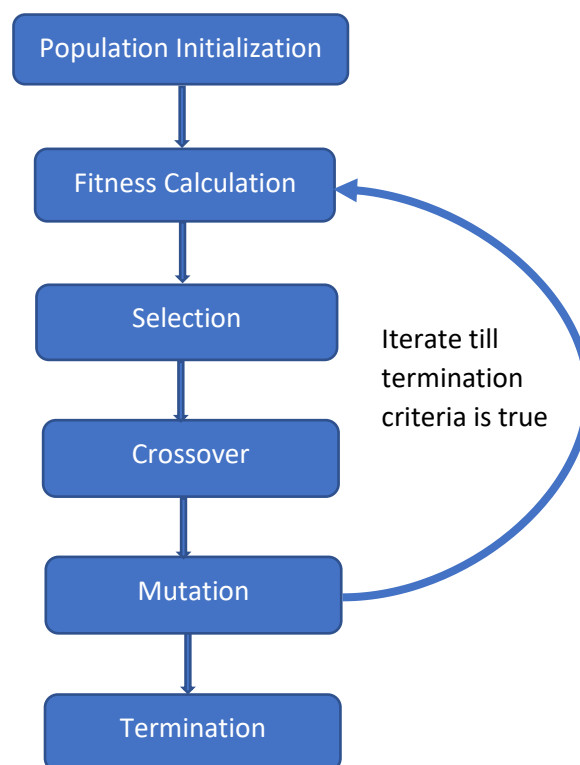 Population Initialization
Fitness Calculation
Selection
Iterate till
termination
criteria is true
Crossover
Mutation
Termination